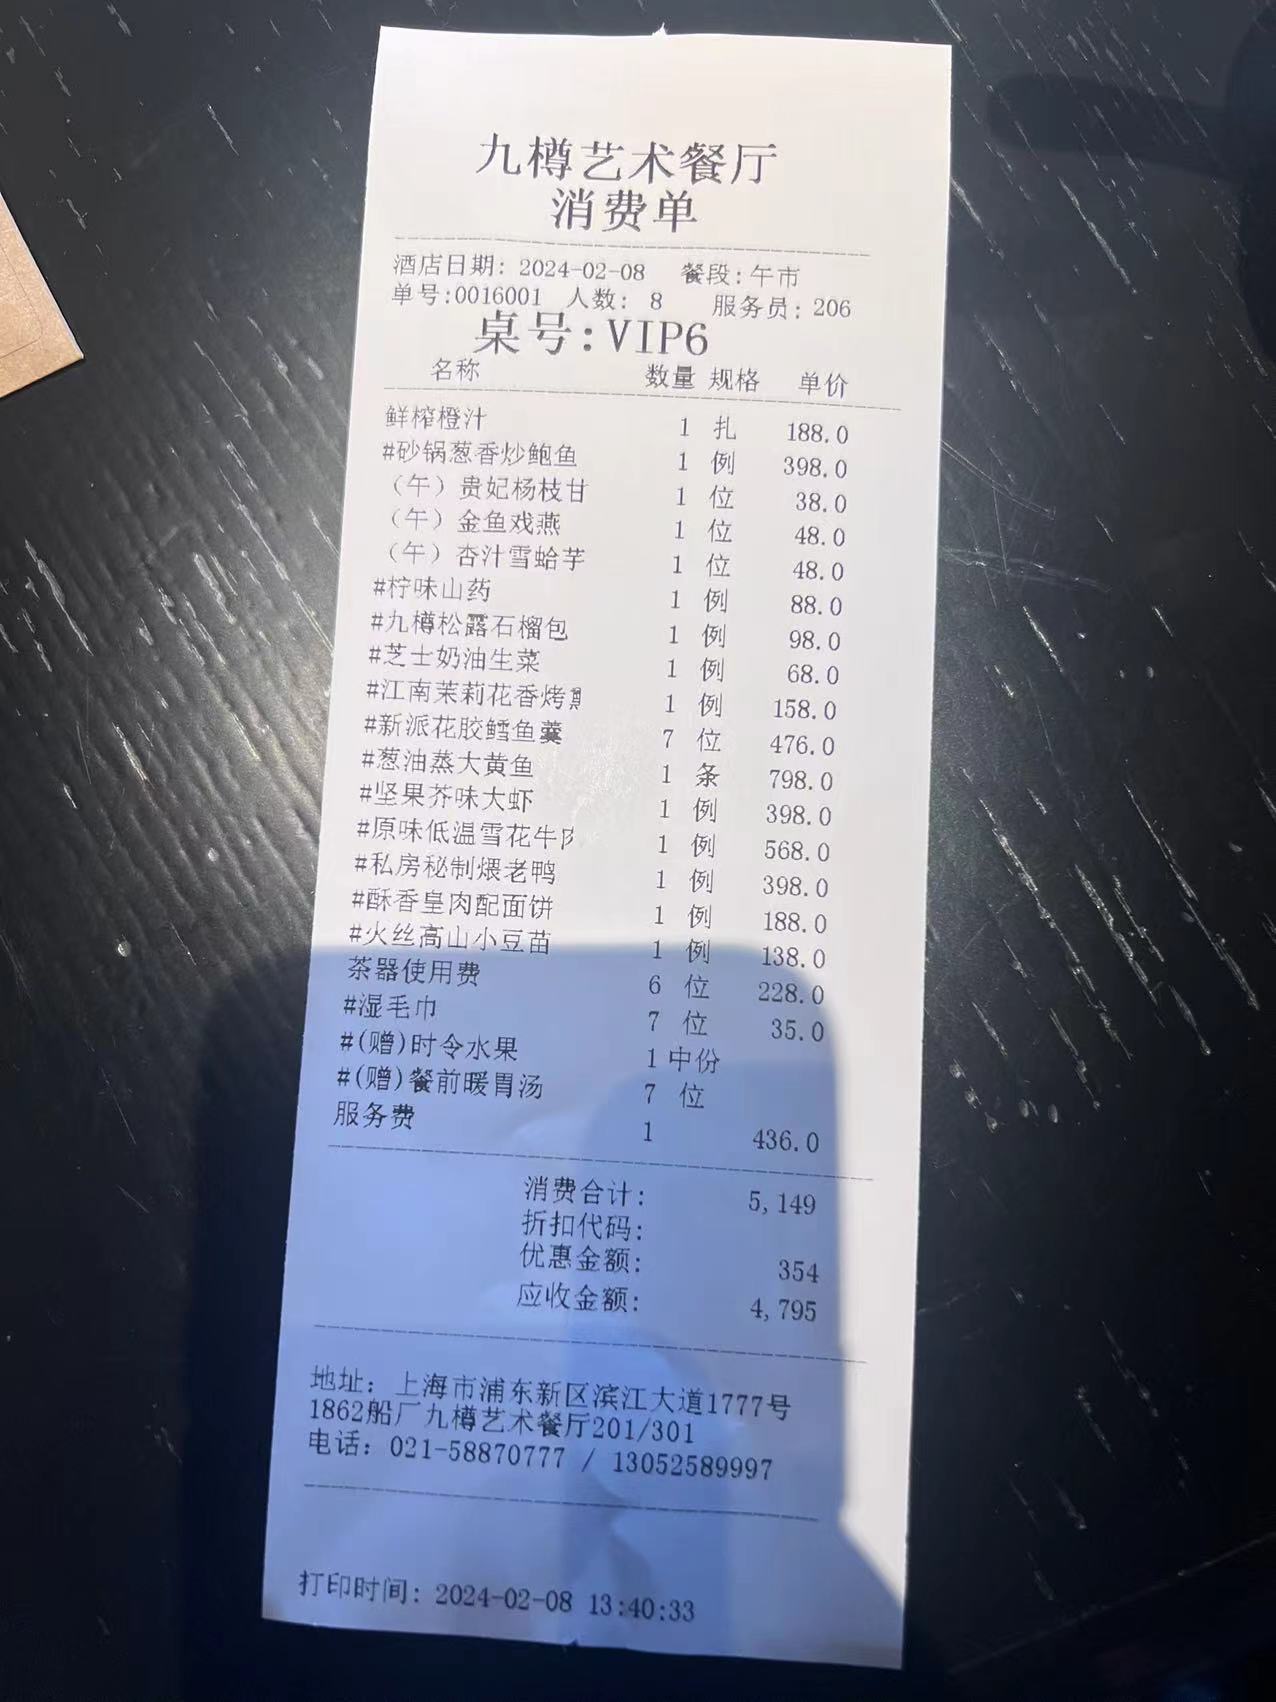 九樽艺术餐厅
消费单
酒店日期: 2024-02-08 餐段:午市
单号:0016001 人数: 8 服务员: 206
桌号:VIP6
名称 数量 规格 单价
鲜榨橙汁 1 扎 188.0
#砂锅葱香炒鲍鱼 1 例 398.0
(午) 贵妃杨枝甘 1 位 38.0
(午) 金鱼戏燕 1 位 48.0
(午) 杏汁雪蛤芋 1 位 48.0
#柠味山药 1 例 88.0
#九樽松露石榴包 1 例 98.0
#芝士奶油生菜 1 例 68.0
#江南茉莉花香烤 1 例 158.0
#新派花胶鳕鱼羹 7 位 476.0
#葱油蒸大黄鱼 1 条 798.0
#坚果芥味大虾 1 例 398.0
#原味低温雪花牛肉 1 例 568.0
#私房秘制煨老鸭 1 例 398.0
#酥香皇肉配面饼 1 例 188.0
#火丝高山小豆苗 1 例 138.0
茶器使用费 6 位 228.0
#湿毛巾 7 位 35.0
#(赠)时令水果 1 中份
#(赠)餐前暖胃汤 7 位
服务费 1 436.0
消费合计: 5,149
折扣代码:
优惠金额: 354
应收金额: 4,795
地址: 上海市浦东新区滨江大道1777号
1862船厂九樽艺术餐厅201/301
电话: 021-58870777 / 13052589997
打印时间: 2024-02-08 13:40:33